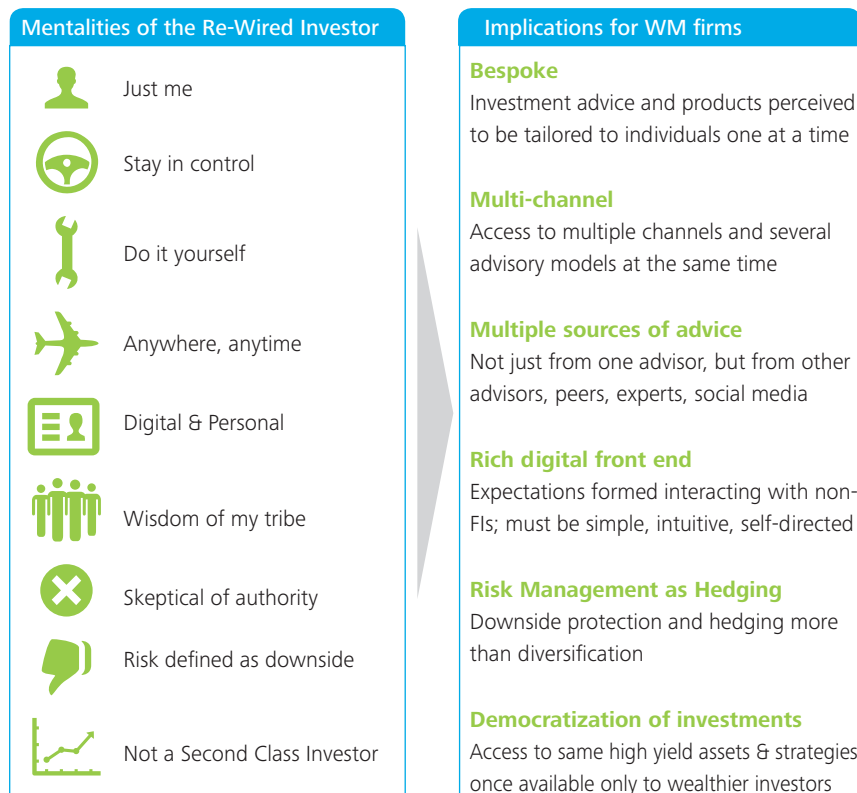 Mentalities of the Re-Wired Investor
Just me
Stay in control
Do it yourself
Anywhere, anytime
Digital & Personal
Wisdom of my tribe
Skeptical of authority
Risk defined as downside
Not a Second Class Investor
Implications for WM firms
Bespoke
Investment advice and products perceived
to be tailored to individuals one at a time
Multi-channel
Access to multiple channels and several
advisory models at the same time
Multiple sources of advice
Not just from one advisor, but from other
advisors, peers, experts, social media
Rich digital front end
Expectations formed interacting with non-
FIs; must be simple, intuitive, self-directed
Risk Management as Hedging
Downside protection and hedging more
than diversification
Democratization of investments
Access to same high yield assets & strategies
once available only to wealthier investors